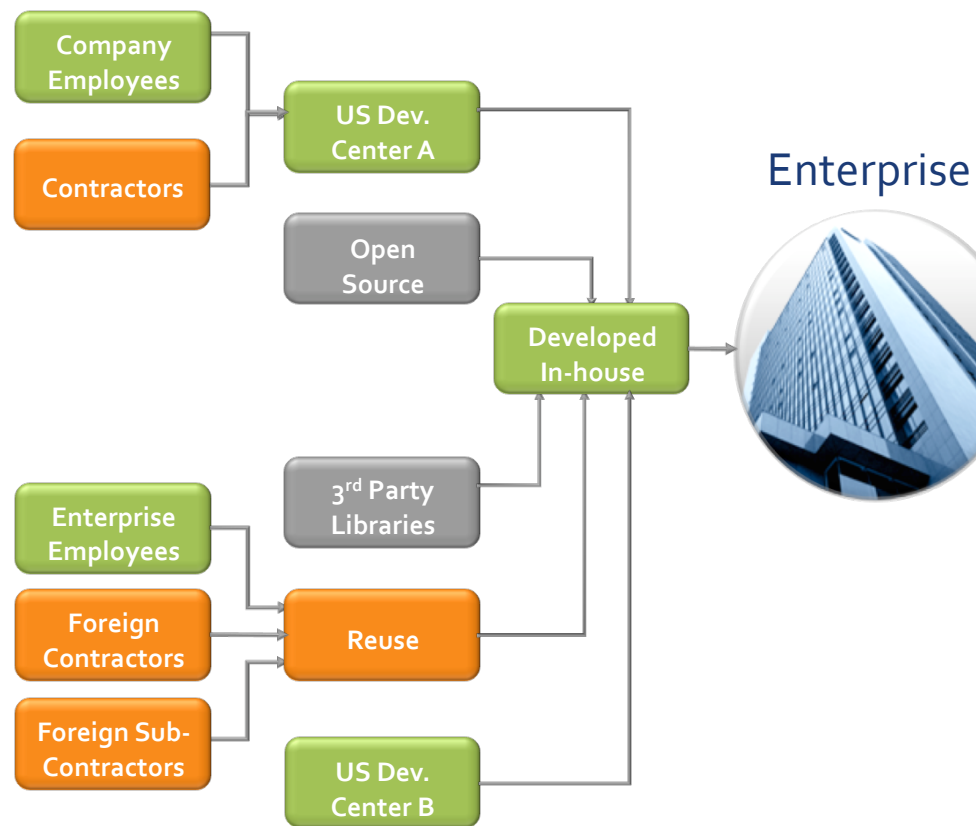 Company
Employees
Contractors
US Dev.
Center A
Open
Source
Enterprise
Developed
In-house
3rd Party
Libraries
Enterprise
Employees
Foreign
Contractors
Reuse
Foreign Sub-
Contractors
US Dev.
Center B